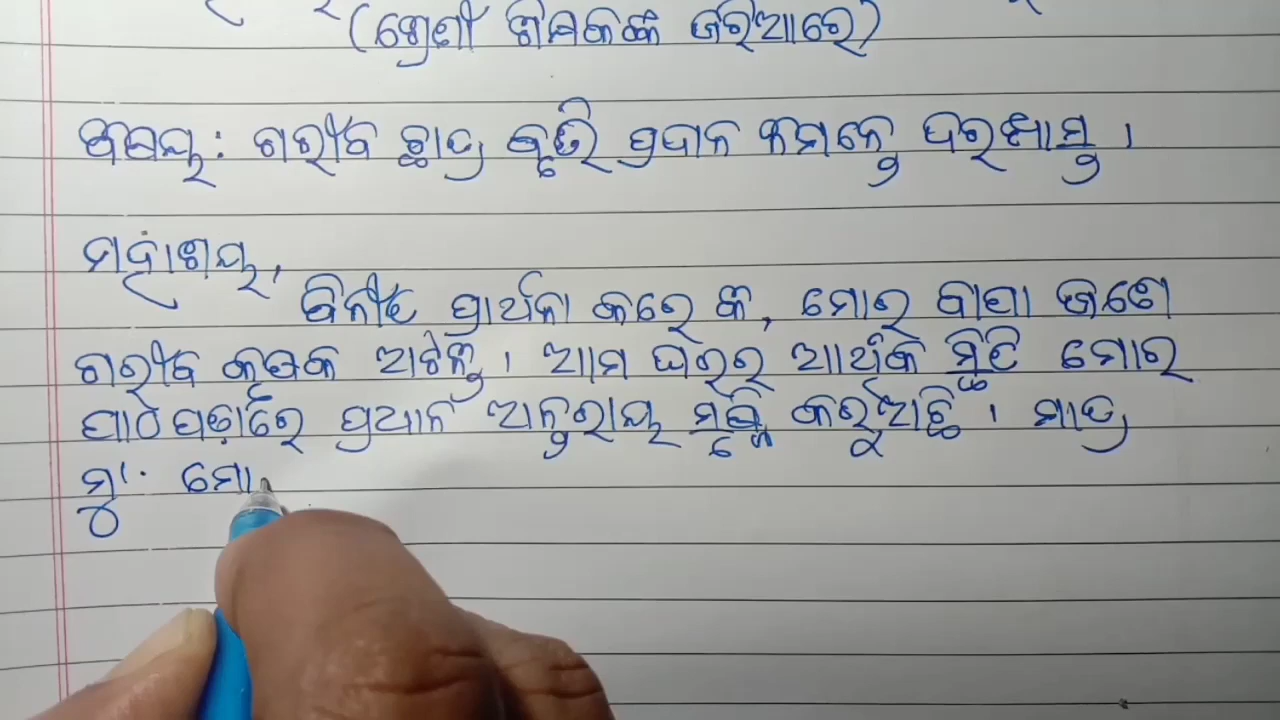 (ଶ୍ରେଣୀ ଶିକ୍ଷକଙ୍କ ଜରିଆରେ)
ବିଷୟ: ଗରୀବ ଛାତ୍ର ବୃତ୍ତି ପ୍ରଦାନ ନିମନ୍ତେ ଦରଖାସ୍ତ ।
ମହାଶୟ,
ବିନୀତ ପ୍ରାର୍ଥନା କରେ କି, ମୋର ବାପା ଜଣେ
ଗରୀବ କୃଷକ ଅଟନ୍ତି । ଆମ ଘରର ଆର୍ଥିକ ସ୍ଥିତି ମୋର
ପାଠପଢ଼ାରେ ପ୍ରଧାନ ଅନ୍ତରାୟ ସୃଷ୍ଟି କରୁଅଛି । ମାତ୍ର
ମୁଁ ମୋ